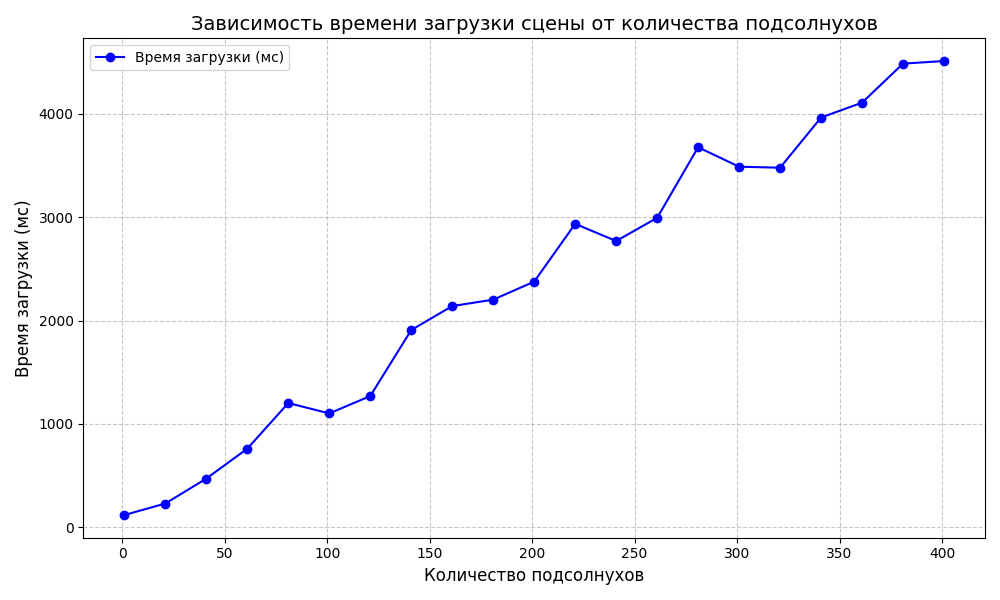 Зависимость времени загрузки сцены от количества подсолнухов
Время загрузки (мс)
Время загрузки (мс)
4000
3000
2000
1000
0
0 50 100 150 200 250 300 350 400
Количество подсолнухов